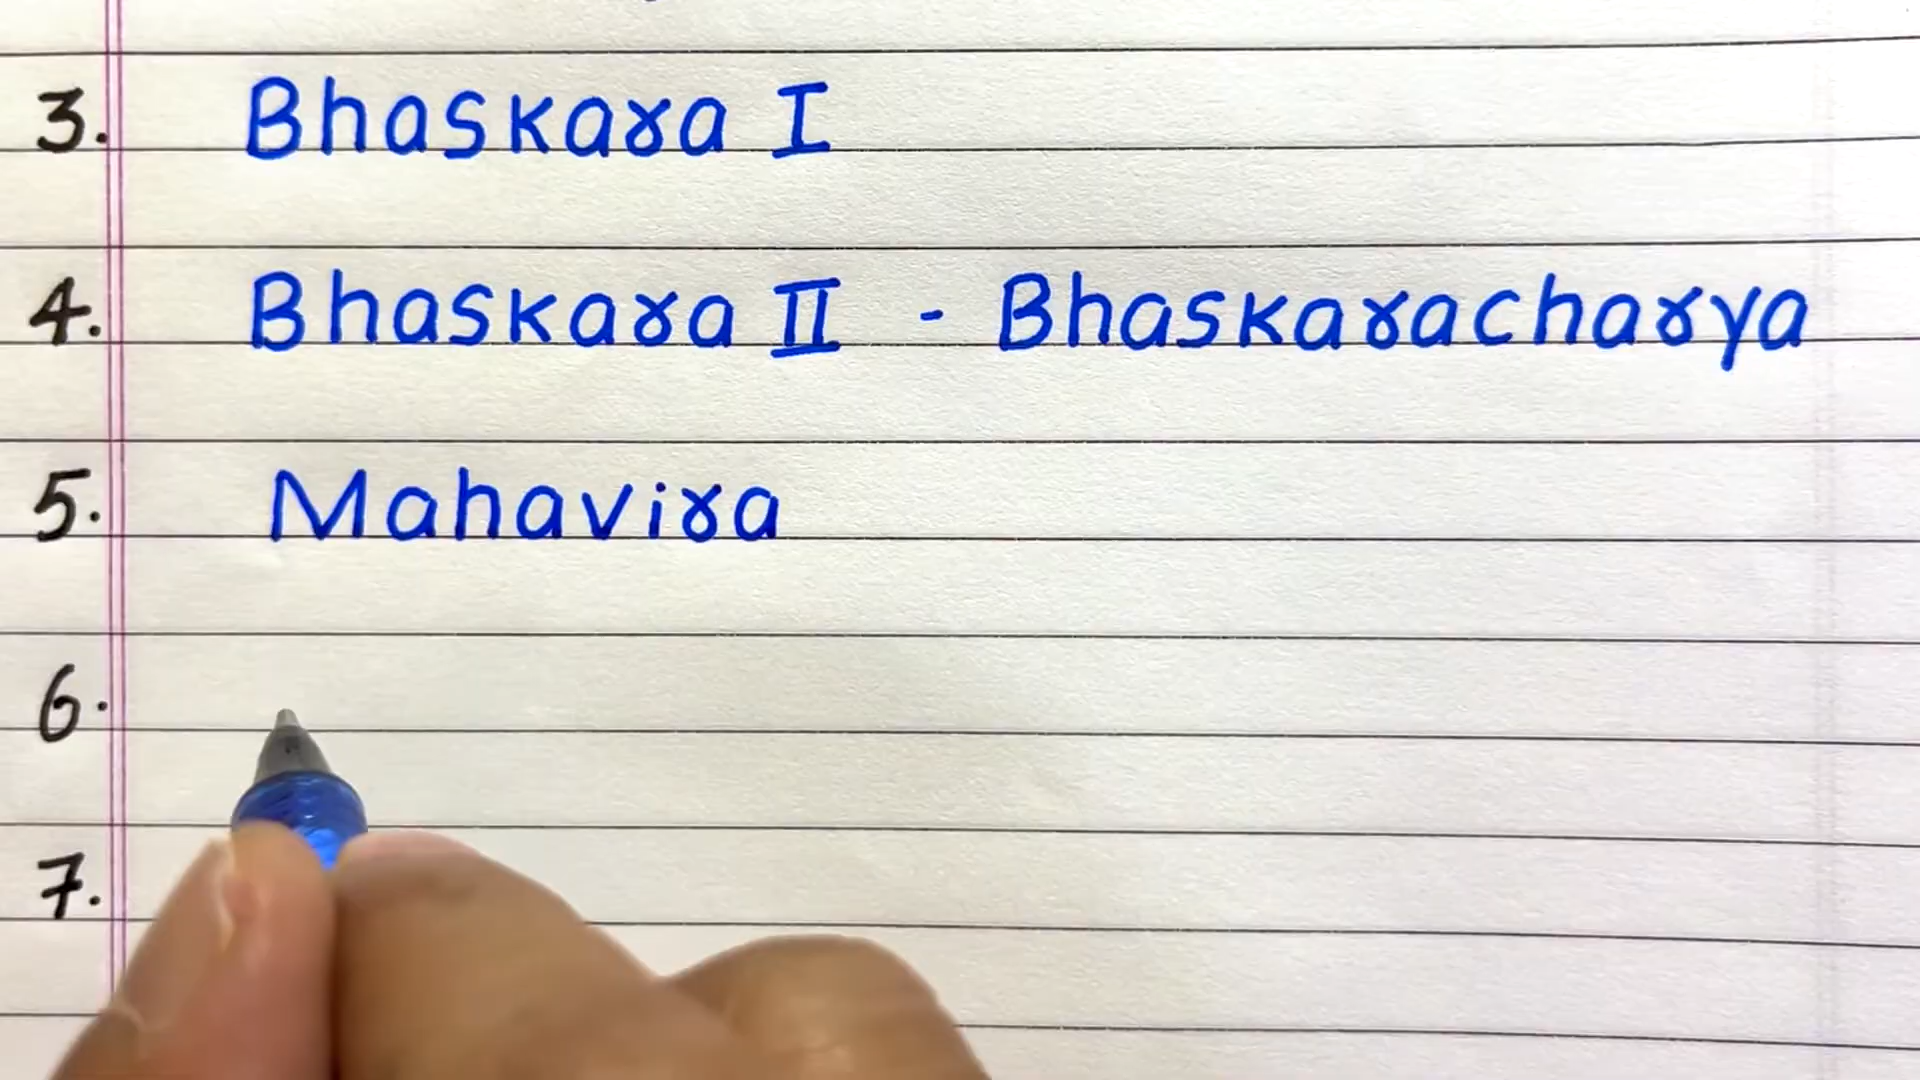 3. Bhaskara I
4. Bhaskara II - Bhaskaracharya
5. Mahavira
6.
7.